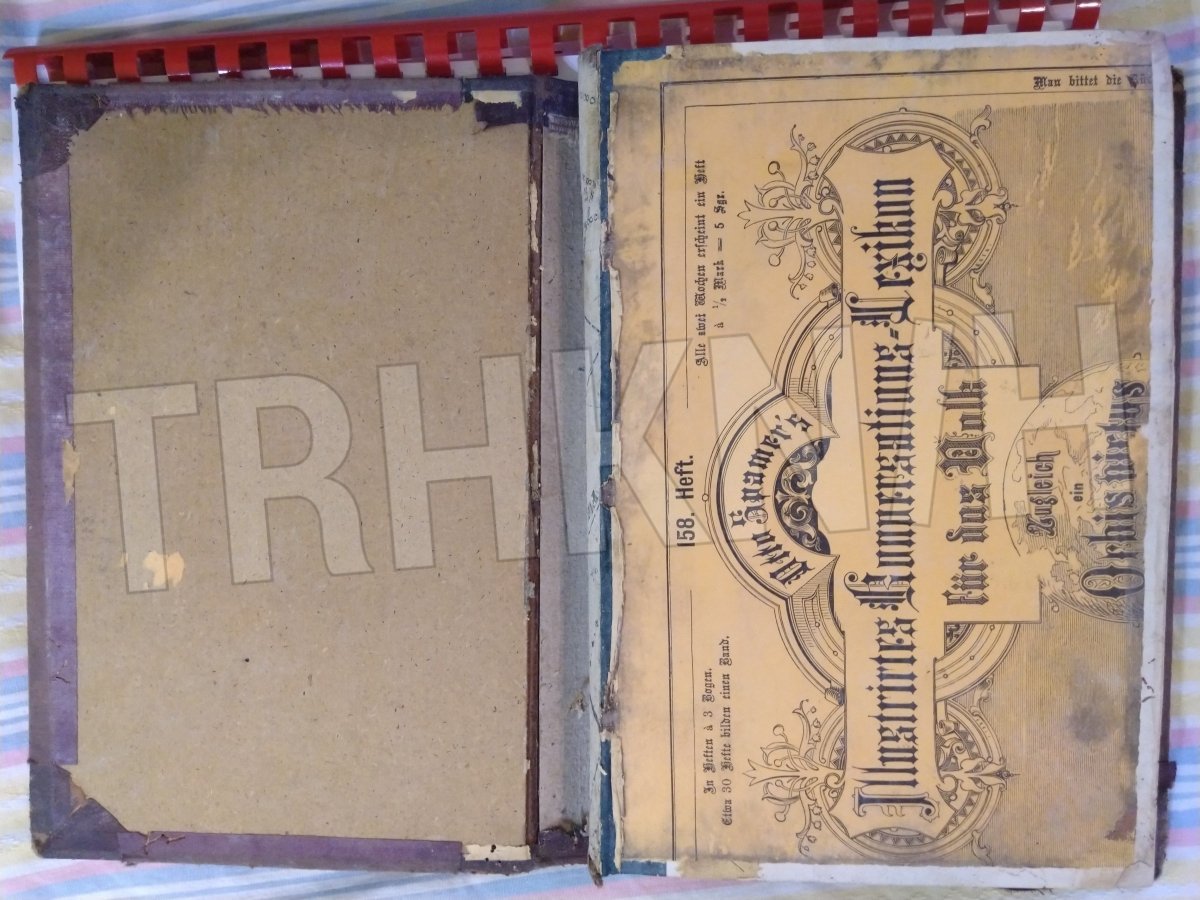 Man bittet die
In Heften à 3 Bogen.
Etwa 30 Hefte bilden einen Band.
158. Heft.
Alle zwei Wochen erscheint ein Heft
à ½ Mark = 5 Sgr.
Otto Spamer's
Illustrirtes Konversations-Lexikon
für das Volk
Zugleich
ein
Orbis pictus
TRHKNH